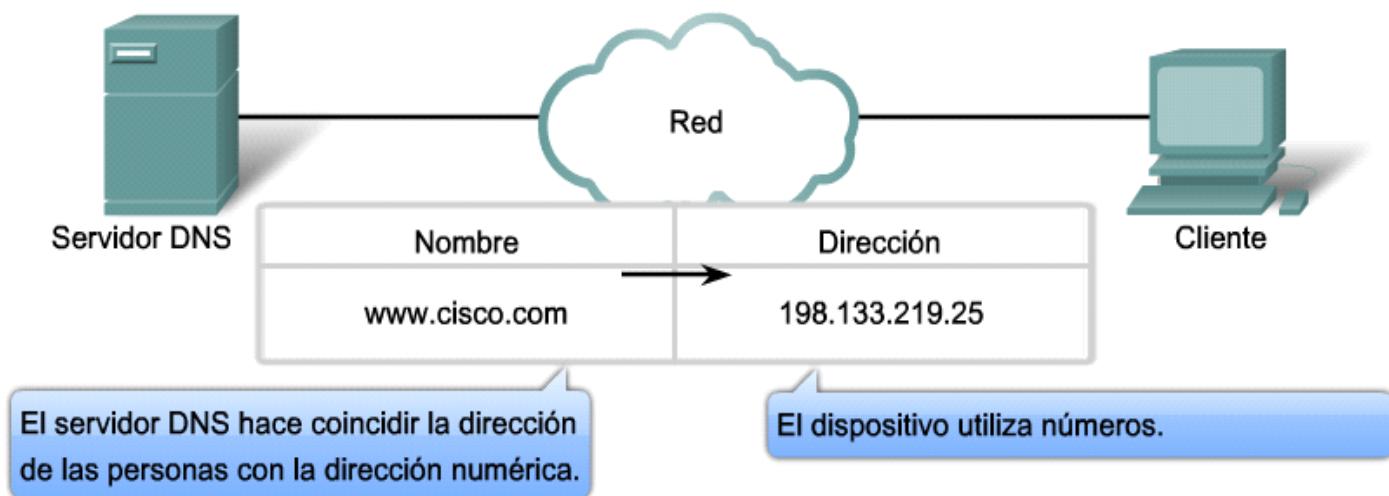 Red
Servidor DNS
Cliente
Nombre
Dirección
www.cisco.com
198.133.219.25
El servidor DNS hace coincidir la dirección
de las personas con la dirección numérica.
El dispositivo utiliza números.